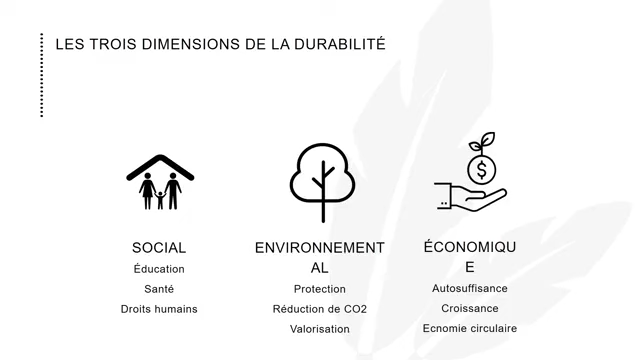 LES TROIS DIMENSIONS DE LA DURABILITÉ
SOCIAL
Éducation
Santé
Droits humains
ENVIRONNEMENT
AL
Protection
Réduction de CO2
Valorisation
ÉCONOMIQU
E
Autosuffisance
Croissance
Ecnomie circulaire
$